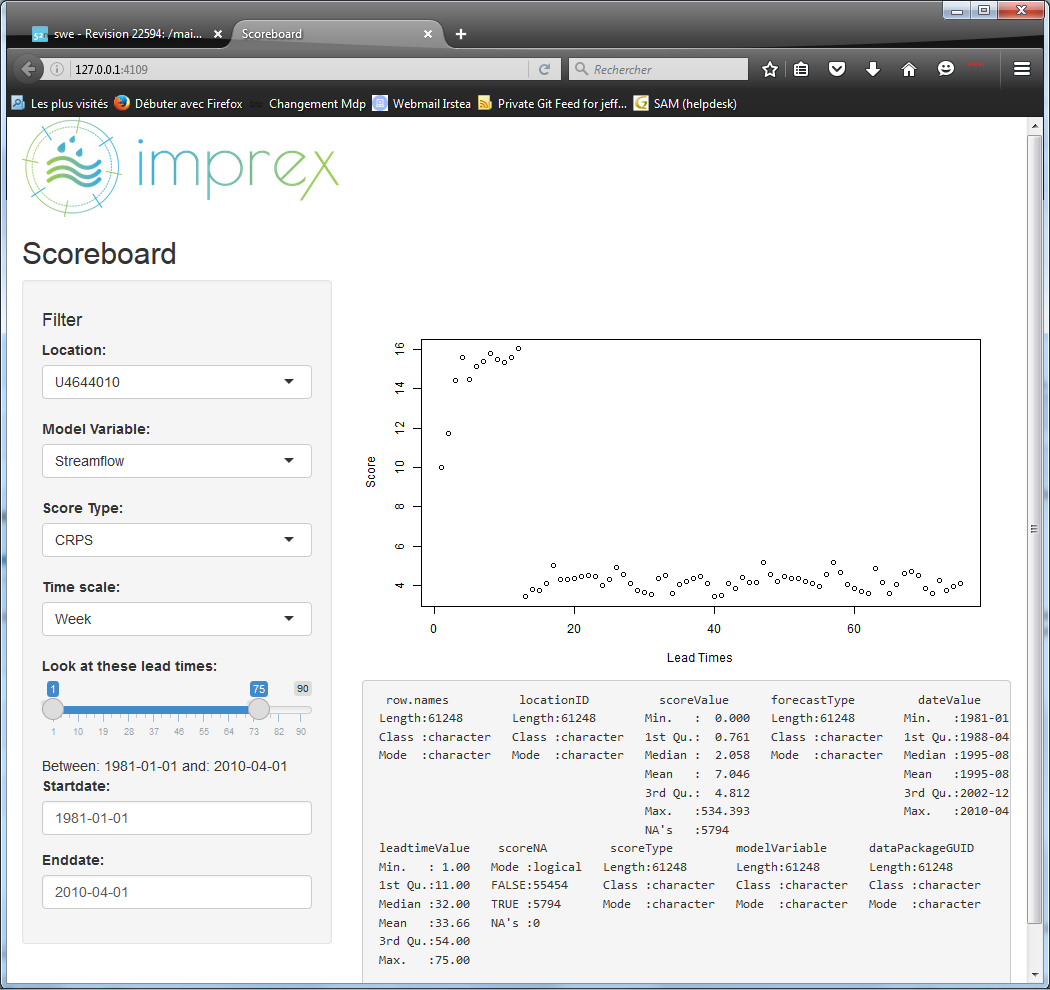 swe - Revision 22594: /mai... × Scoreboard × +
127.0.0.1:4109 Rechercher
Les plus visités Débuter avec Firefox Changement Mdp Webmail Irstea Private Git Feed for jeff... SAM (helpdesk)
imprex
Scoreboard
Filter
Location:
U4644010
Model Variable:
Streamflow
Score Type:
CRPS
Time scale:
Week
Look at these lead times:
1 75 90
1 10 19 28 37 46 55 64 73 82 90
Between: 1981-01-01 and: 2010-04-01
Startdate:
1981-01-01
Enddate:
2010-04-01
Score
16
14
12
10
8
6
4
0 20 40 60
Lead Times
row.names locationID scoreValue forecastType dateValue
Length:61248 Length:61248 Min. : 0.000 Length:61248 Min. :1981-01
Class :character Class :character 1st Qu.: 0.761 Class :character 1st Qu.:1988-04
Mode :character Mode :character Median : 2.058 Mode :character Median :1995-08
Mean : 7.046 Mean :1995-08
3rd Qu.: 4.812 3rd Qu.:2002-12
Max. :534.393 Max. :2010-04
NA's :5794
leadtimeValue scoreNA scoreType modelVariable dataPackageGUID
Min. : 1.00 Mode :logical Length:61248 Length:61248 Length:61248
1st Qu.:11.00 FALSE:55454 Class :character Class :character Class :character
Median :32.00 TRUE :5794 Mode :character Mode :character Mode :character
Mean :33.66 NA's :0
3rd Qu.:54.00
Max. :75.00